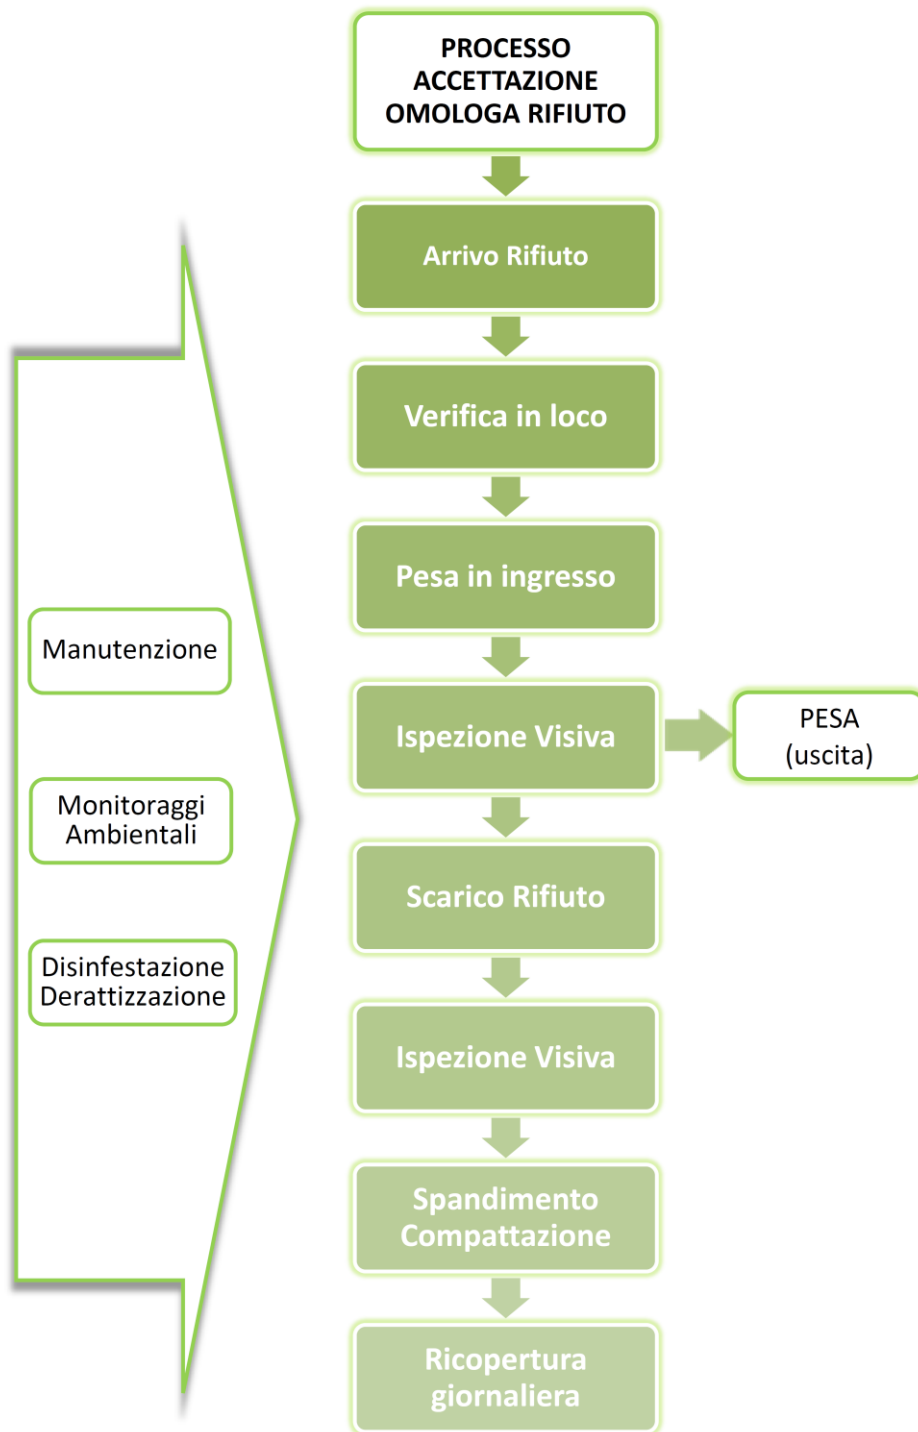 PROCESSO
ACCETTAZIONE
OMOLOGA RIFIUTO
Arrivo Rifiuto
Verifica in loco
Pesa in ingresso
Manutenzione
Ispezione Visiva
PESA
(uscita)
Monitoraggi
Ambientali
Scarico Rifiuto
Disinfestazione
Derattizzazione
Ispezione Visiva
Spandimento
Compattazione
Ricopertura
giornaliera